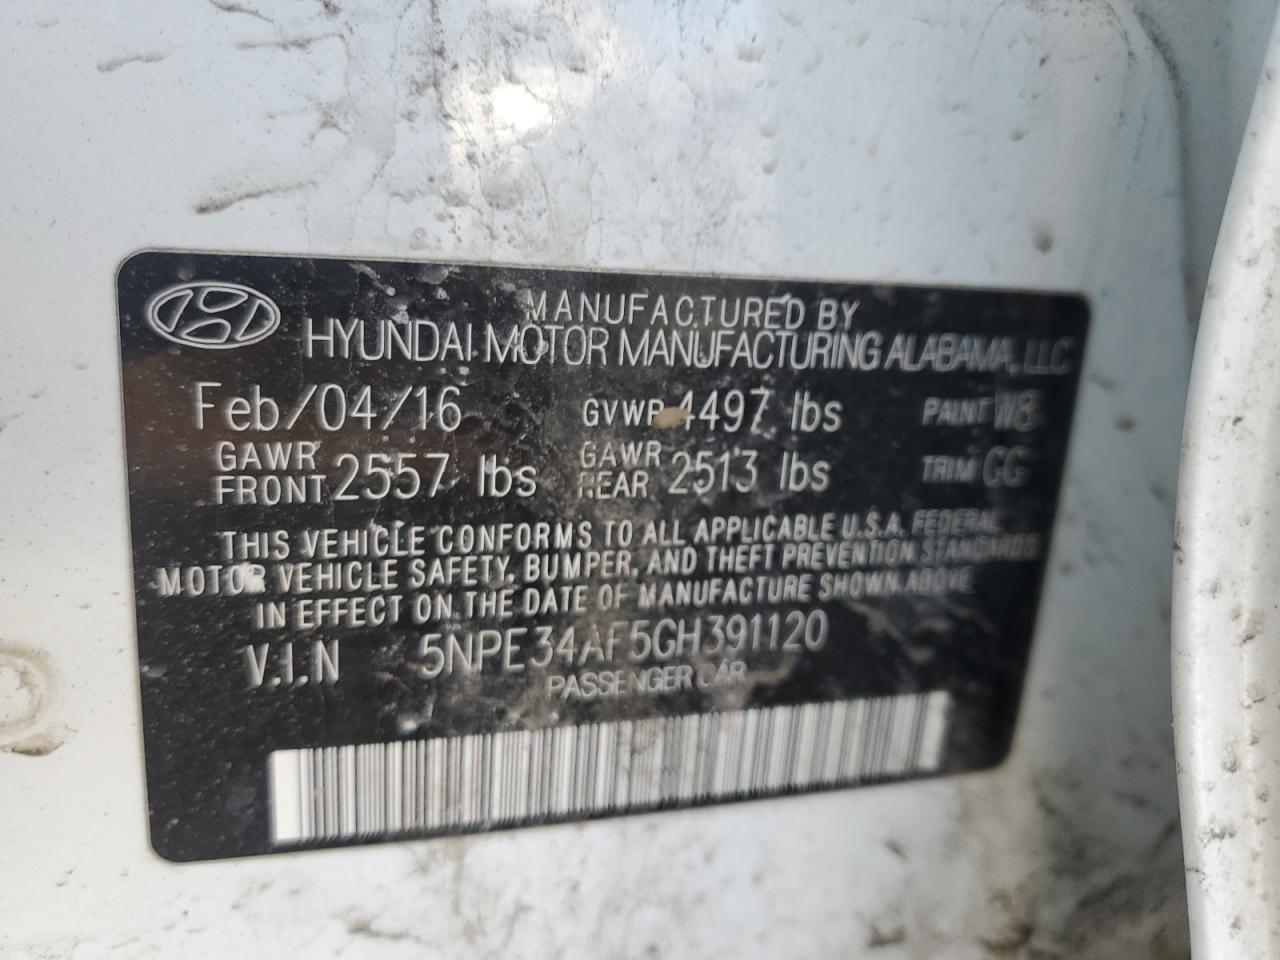 MANUFACTURED BY
HYUNDAI MOTOR MANUFACTURING ALABAMA, LLC
Feb/04/16 GVWR 4497 lbs PAINT W8
GAWR FRONT 2557 lbs GAWR REAR 2513 lbs TRIM GG
THIS VEHICLE CONFORMS TO ALL APPLICABLE U.S.A. FEDERAL
MOTOR VEHICLE SAFETY, BUMPER, AND THEFT PREVENTION STANDARDS
IN EFFECT ON THE DATE OF MANUFACTURE SHOWN ABOVE
V.I.N 5NPE34AF5GH391120
PASSENGER CAR